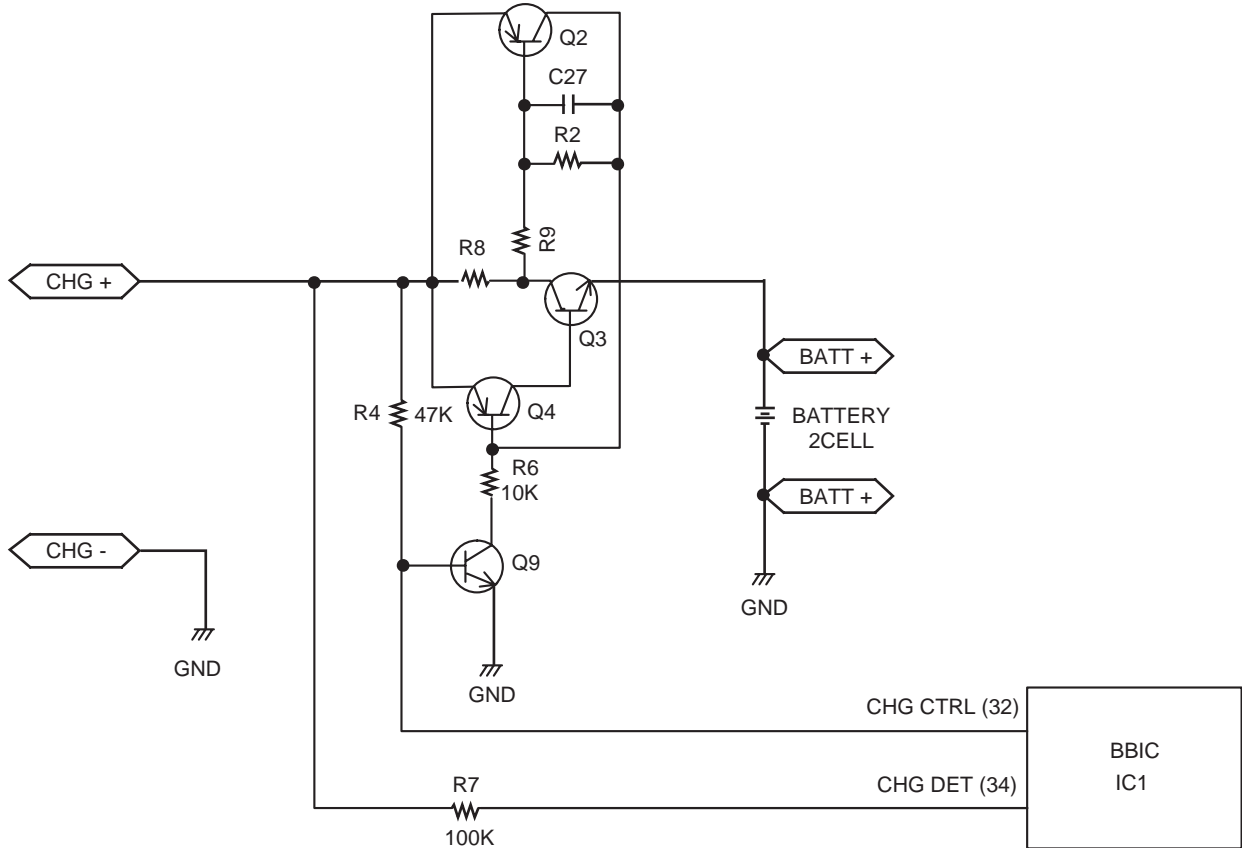 Q2
C27
R2
R9
R8
CHG +
Q3
BATT +
R4 47K
Q4
BATTERY
2CELL
R6
10K
BATT +
CHG -
Q9
GND
GND
GND
CHG CTRL (32)
BBIC
IC1
CHG DET (34)
R7
100K